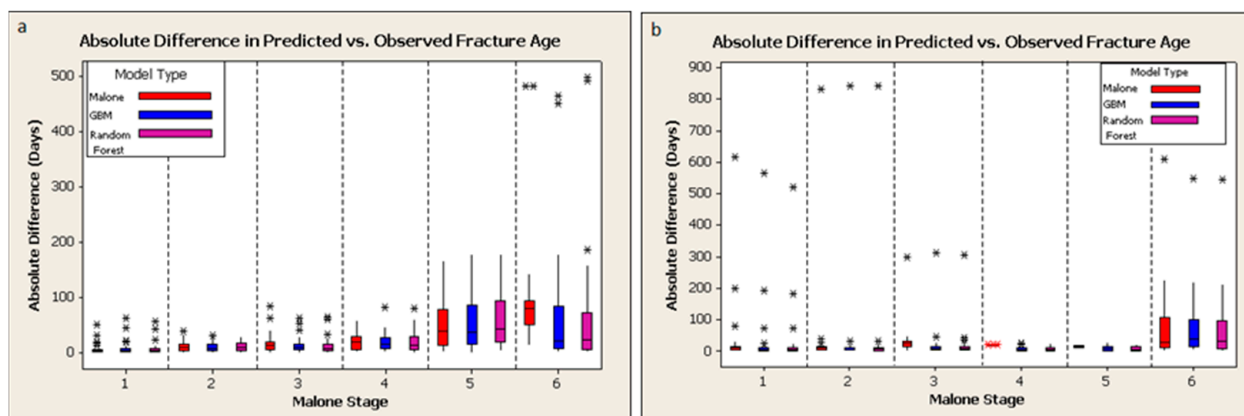 a
Absolute Difference in Predicted vs. Observed Fracture Age
Model Type
Malone
GBM
Random
Forest
Absolute Difference (Days)
500
400
300
200
100
0
1 2 3 4 5 6
Malone Stage
b
Absolute Difference in Predicted vs. Observed Fracture Age
Model Type
Malone
GBM
Random
Forest
Absolute Difference (Days)
900
800
700
600
500
400
300
200
100
0
1 2 3 4 5 6
Malone Stage